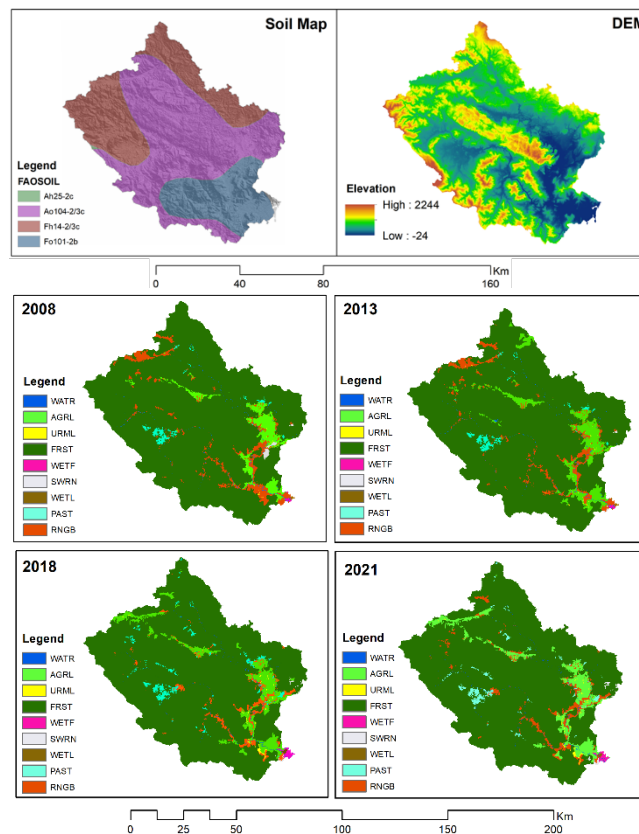 Soil Map
DEM
Legend
FAOSOIL
Ah25-2c
Ao104-2/3c
Fh14-2/3c
Fo101-2b
Elevation
High : 2244
Low : -24
Km
0 40 80 160
2008
Legend
WATR
AGRL
URML
FRST
WETF
SWRN
WETL
PAST
RNGB
2013
Legend
WATR
AGRL
URML
FRST
WETF
SWRN
WETL
PAST
RNGB
2018
Legend
WATR
AGRL
URML
FRST
WETF
SWRN
WETL
PAST
RNGB
2021
Legend
WATR
AGRL
URML
FRST
WETF
SWRN
WETL
PAST
RNGB
Km
0 25 50 100 150 200